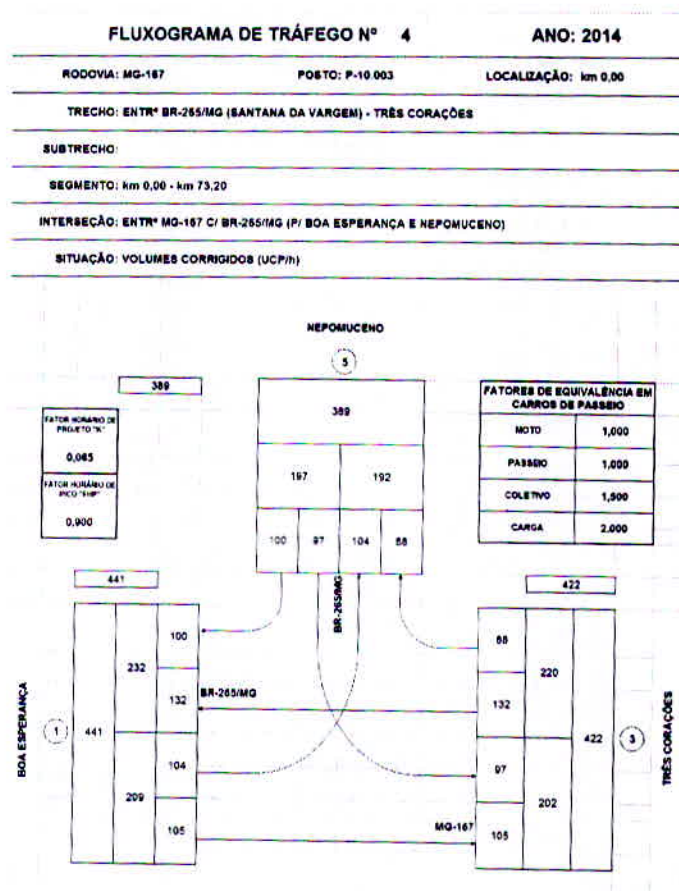 FLUXOGRAMA DE TRÁFEGO Nº 4 ANO: 2014
RODOVIA: MG-167 POSTO: P-10.003 LOCALIZAÇÃO: km 0,00
TRECHO: ENTRº BR-265/MG (SANTANA DA VARGEM) - TRÊS CORAÇÕES
SUBTRECHO:
SEGMENTO: km 0,00 - km 73,20
INTERSEÇÃO: ENTRº MG-167 C/ BR-265/MG (P/ BOA ESPERANÇA E NEPOMUCENO)
SITUAÇÃO: VOLUMES CORRIGIDOS (UCP/h)
NEPOMUCENO
5
389
389
197 192
100 97 104 88
FATOR HORÁRIO DE
PROJETO "K"
0,085
FATOR HORÁRIO DE
PICO "FHP"
0,900
FATORES DE EQUIVALÊNCIA EM
CARROS DE PASSEIO
MOTO 1,000
PASSEIO 1,000
COLETIVO 1,500
CARGA 2,000
441
BOA ESPERANÇA
1
441
232
209
100
132
104
105
BR-265/MG
BR-265/MG
MG-167
422
88
132
97
105
220
202
422
3
TRÊS CORAÇÕES